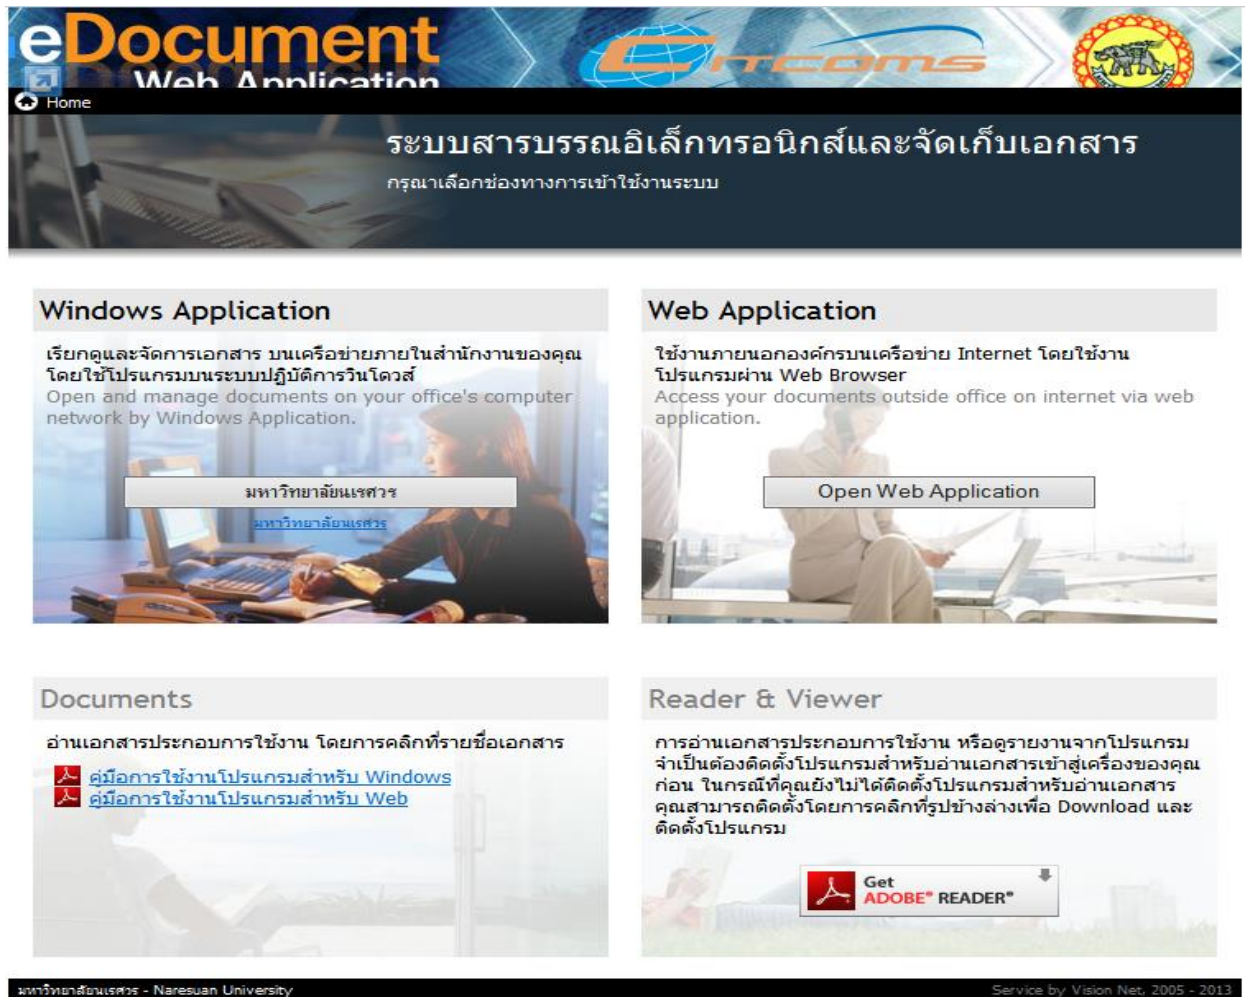 eDocument
Web Application
Citcoms
Home
ระบบสารบรรณอิเล็กทรอนิกส์และจัดเก็บเอกสาร
กรุณาเลือกช่องทางการเข้าใช้งานระบบ
Windows Application
เรียกดูและจัดการเอกสาร บนเครือข่ายภายในสำนักงานของคุณ
โดยใช้โปรแกรมบนระบบปฏิบัติการวินโดวส์
Open and manage documents on your office's computer
network by Windows Application.
มหาวิทยาลัยนเรศวร
มหาวิทยาลัยนเรศวร
Web Application
ใช้งานภายนอกองค์กรบนเครือข่าย Internet โดยใช้งาน
โปรแกรมผ่าน Web Browser
Access your documents outside office on internet via web
application.
Open Web Application
Documents
อ่านเอกสารประกอบการใช้งาน โดยการคลิกที่รายชื่อเอกสาร
คู่มือการใช้งานโปรแกรมสำหรับ Windows
คู่มือการใช้งานโปรแกรมสำหรับ Web
Reader & Viewer
การอ่านเอกสารประกอบการใช้งาน หรือดูรายงานจากโปรแกรม
จำเป็นต้องติดตั้งโปรแกรมสำหรับอ่านเอกสารเข้าสู่เครื่องของคุณ
ก่อน ในกรณีที่คุณยังไม่ได้ติดตั้งโปรแกรมสำหรับอ่านเอกสาร
คุณสามารถติดตั้งโดยการคลิกที่รูปข้างล่างเพื่อ Download และ
ติดตั้งโปรแกรม
Get
ADOBE® READER®
มหาวิทยาลัยนเรศวร - Naresuan University
Service by Vision Net, 2005 - 2013